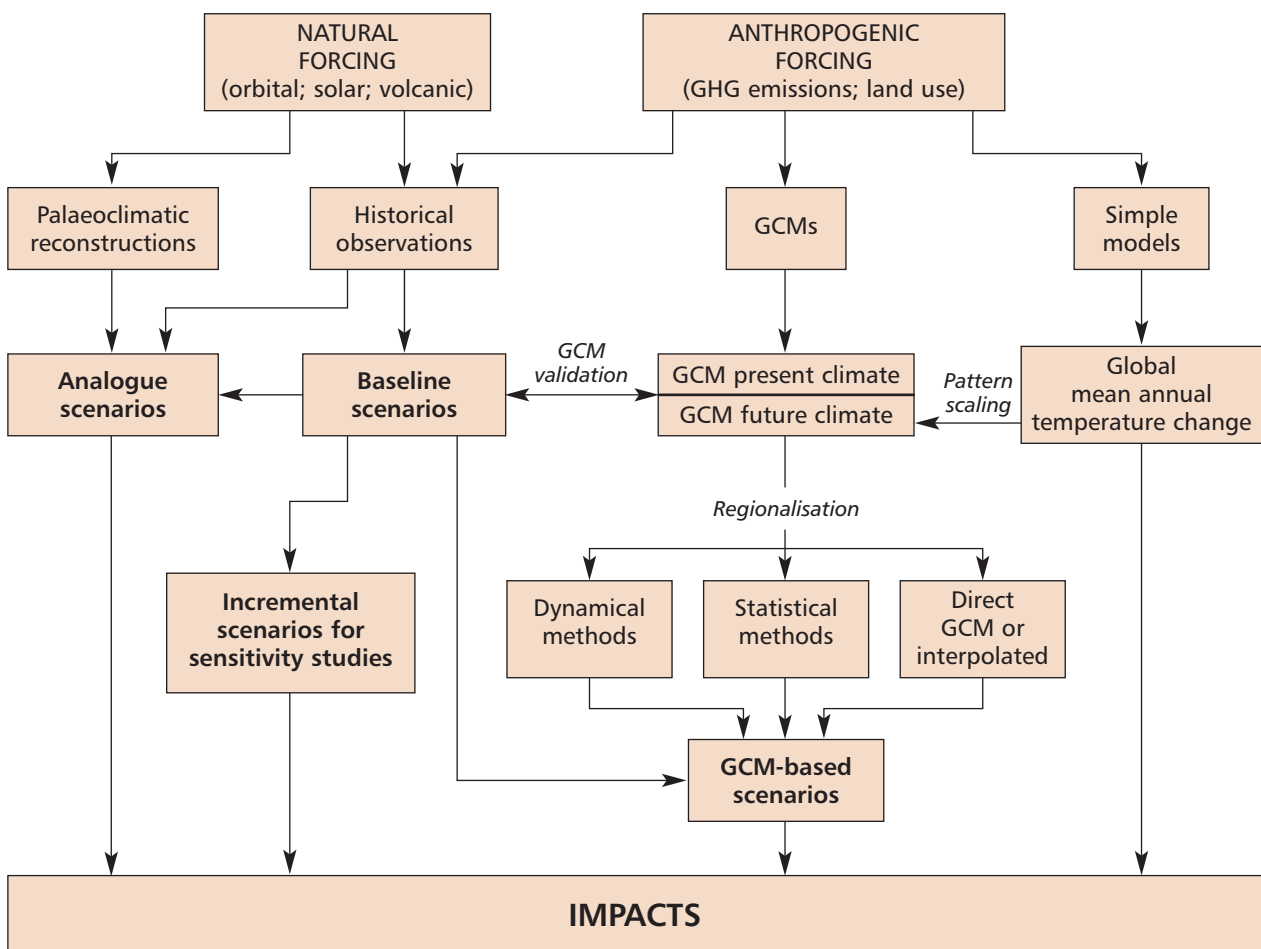 NATURAL
FORCING
(orbital; solar; volcanic)
ANTHROPOGENIC
FORCING
(GHG emissions; land use)
Palaeoclimatic
reconstructions
Historical
observations
GCMs
Simple
models
Analogue
scenarios
Baseline
scenarios
GCM
validation
GCM present climate
GCM future climate
Pattern
scaling
Global
mean annual
temperature change
Regionalisation
Incremental
scenarios for
sensitivity studies
Dynamical
methods
Statistical
methods
Direct
GCM or
interpolated
GCM-based
scenarios
IMPACTS